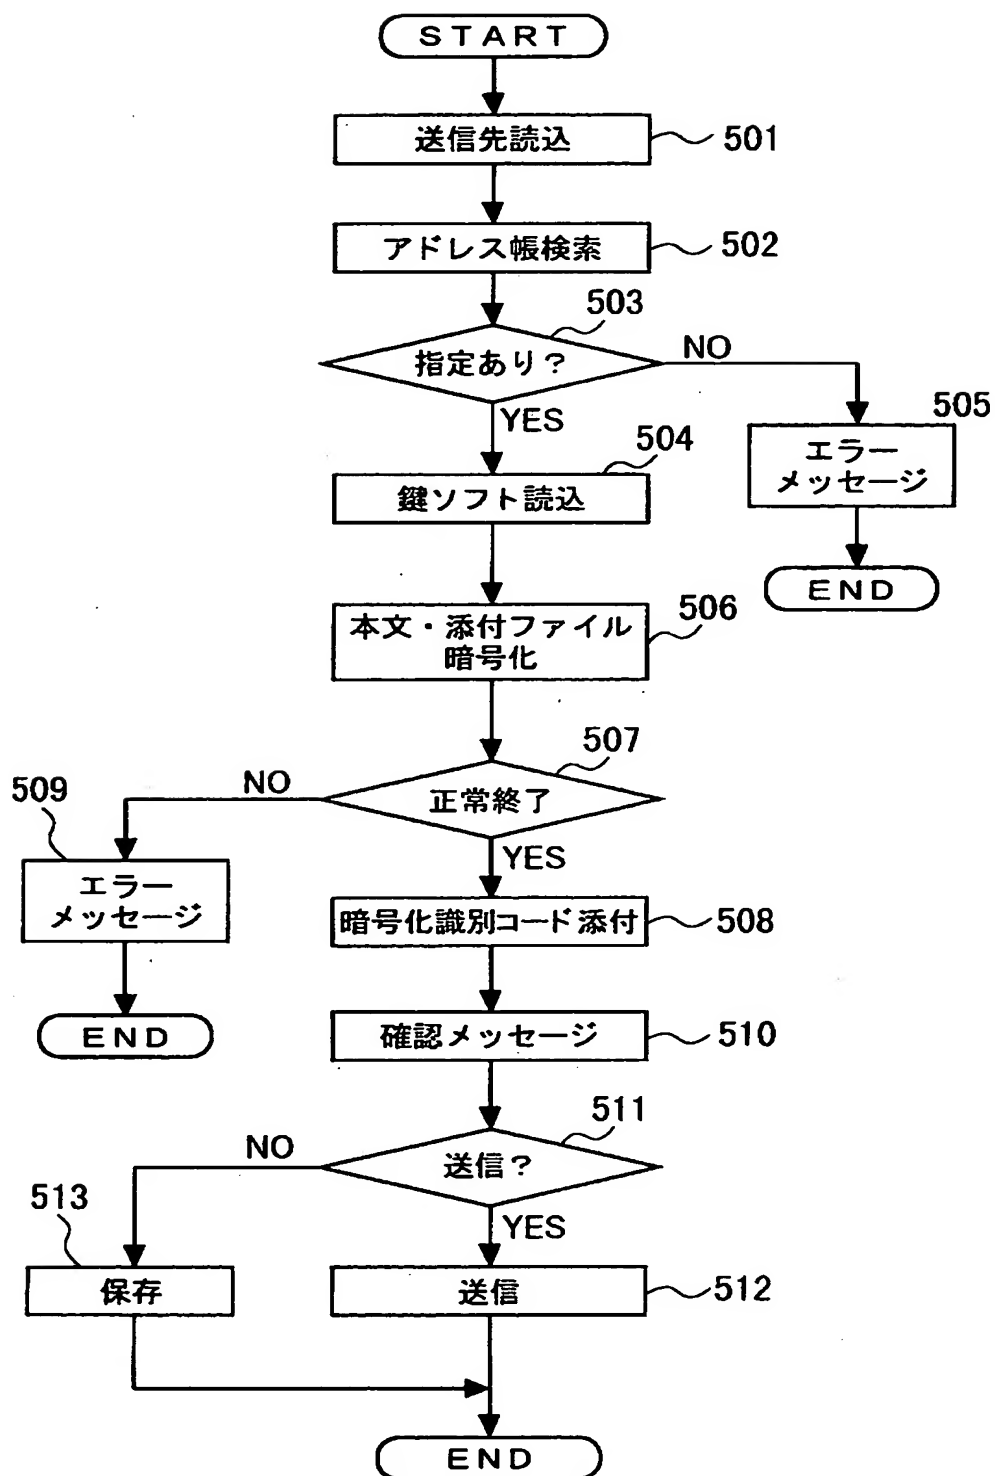 START
送信先読込
501
アドレス帳検索
502
503
指定あり？
NO
YES
505
エラー
メッセージ
END
504
鍵ソフト読込
本文・添付ファイル
暗号化
506
507
正常終了
NO
YES
509
エラー
メッセージ
END
暗号化識別コード添付
508
確認メッセージ
510
511
送信？
NO
YES
513
保存
送信
512
END